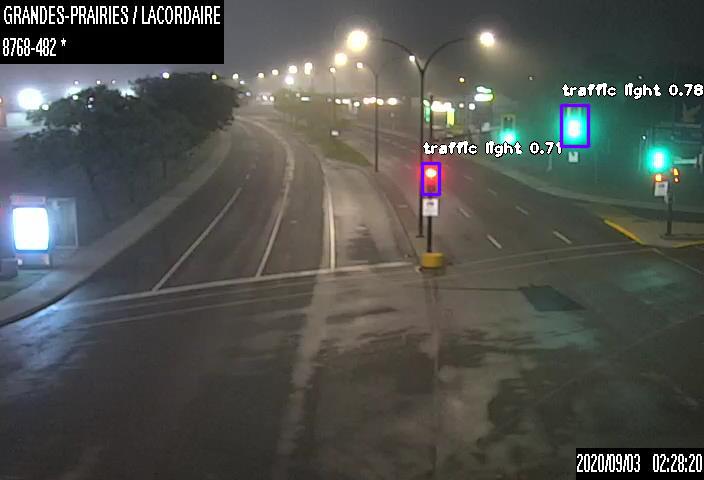 GRANDES-PRAIRIES / LACORDAIRE
8768-482 *
traffic light 0.78
traffic light 0.71
2020/09/03 02:28:20